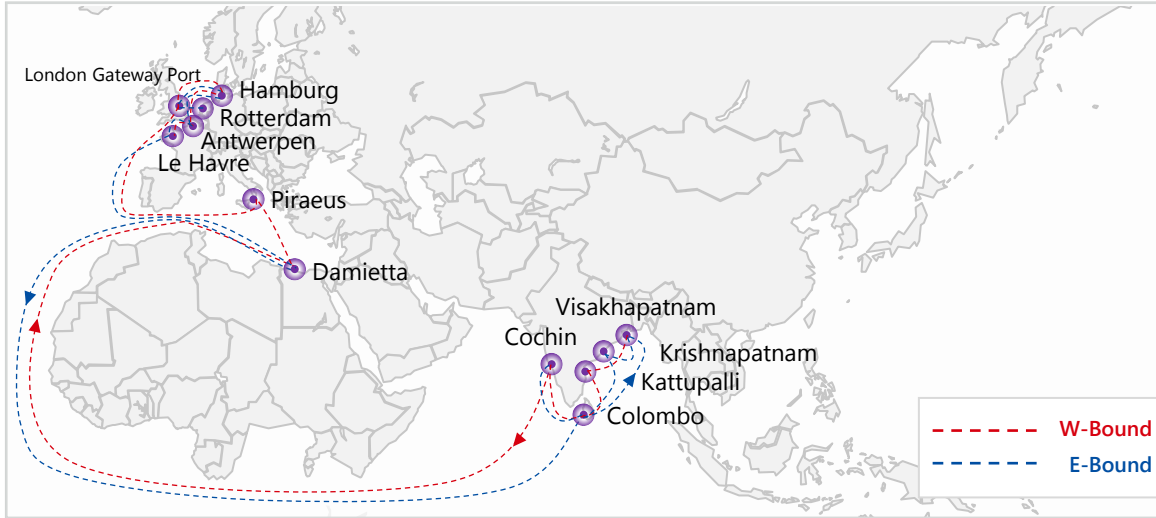 London Gateway Port
Hamburg
Rotterdam
Antwerpen
Le Havre
Piraeus
Damietta
Visakhapatnam
Cochin
Krishnapatnam
Kattupalli
Colombo
W-Bound
E-Bound